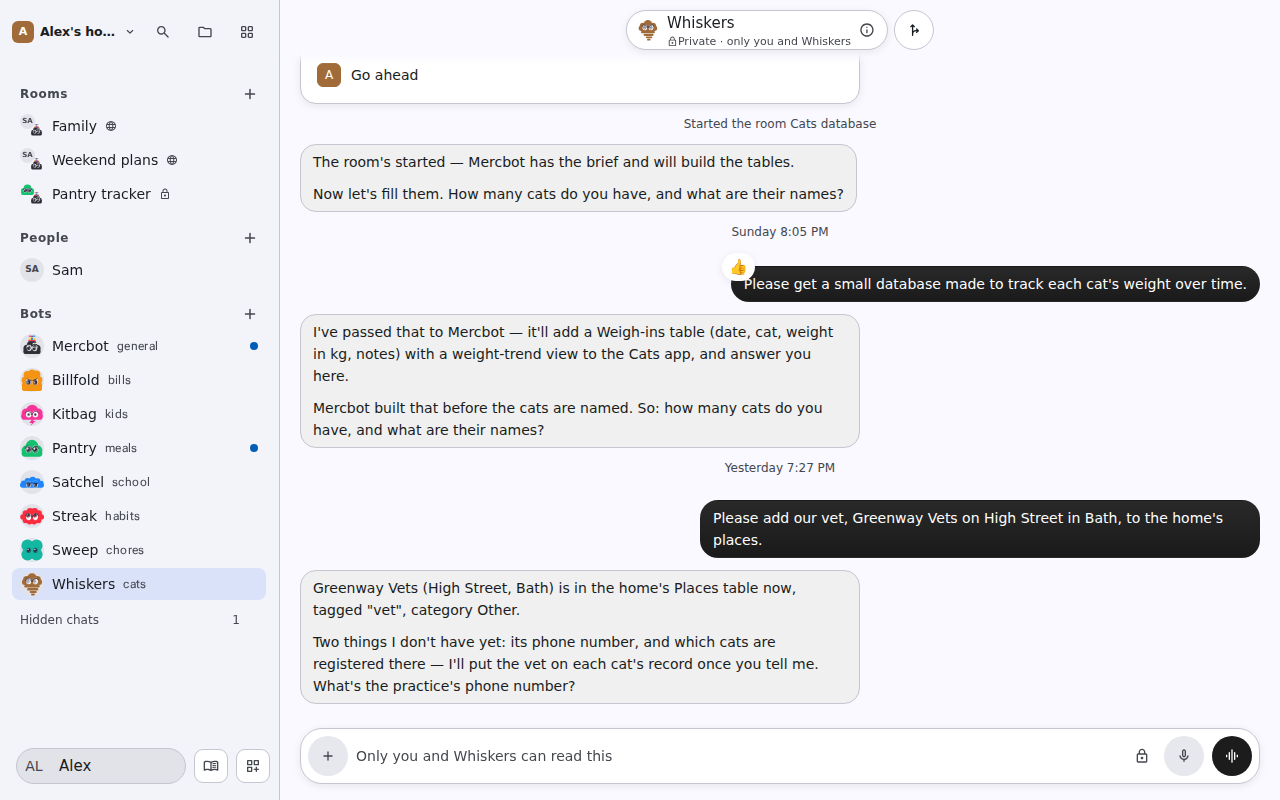 A Alex's ho...
Rooms
SA Family
SA Weekend plans
Pantry tracker
People
SA Sam
Bots
Mercbot general
Billfold bills
Kitbag kids
Pantry meals
Satchel school
Streak habits
Sweep chores
Whiskers cats
Hidden chats 1
AL Alex
Whiskers
Private · only you and Whiskers
A Go ahead
Started the room Cats database
The room's started — Mercbot has the brief and will build the tables.
Now let's fill them. How many cats do you have, and what are their names?
Sunday 8:05 PM
Please get a small database made to track each cat's weight over time.
I've passed that to Mercbot — it'll add a Weigh-ins table (date, cat, weight
in kg, notes) with a weight-trend view to the Cats app, and answer you
here.
Mercbot built that before the cats are named. So: how many cats do you
have, and what are their names?
Yesterday 7:27 PM
Please add our vet, Greenway Vets on High Street in Bath, to the home's
places.
Greenway Vets (High Street, Bath) is in the home's Places table now,
tagged "vet", category Other.
Two things I don't have yet: its phone number, and which cats are
registered there — I'll put the vet on each cat's record once you tell me.
What's the practice's phone number?
Only you and Whiskers can read this